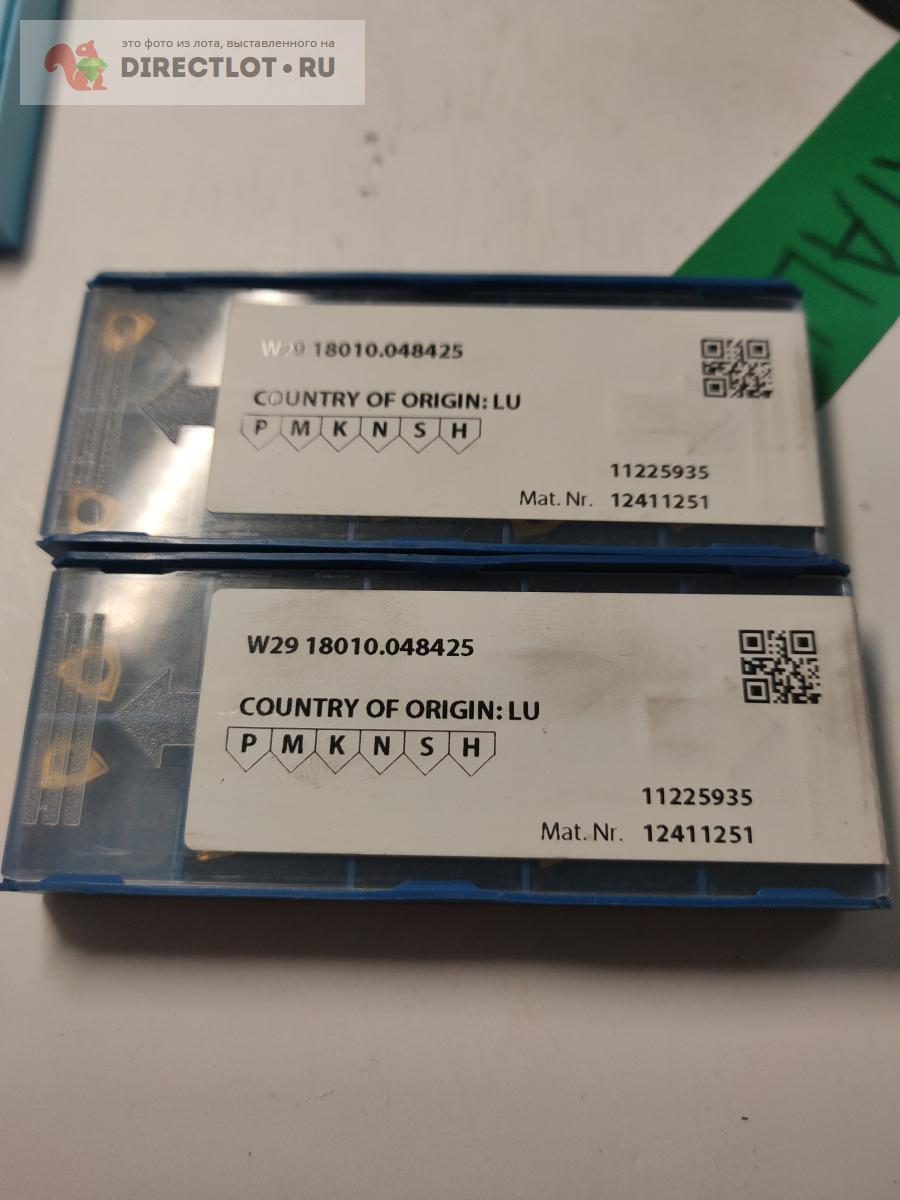 это фото из лота, выставленного на
DIRECTLOT•RU
W29 18010.048425
COUNTRY OF ORIGIN: LU
P M K N S H
11225935
Mat. Nr. 12411251
W29 18010.048425
COUNTRY OF ORIGIN: LU
P M K N S H
11225935
Mat. Nr. 12411251